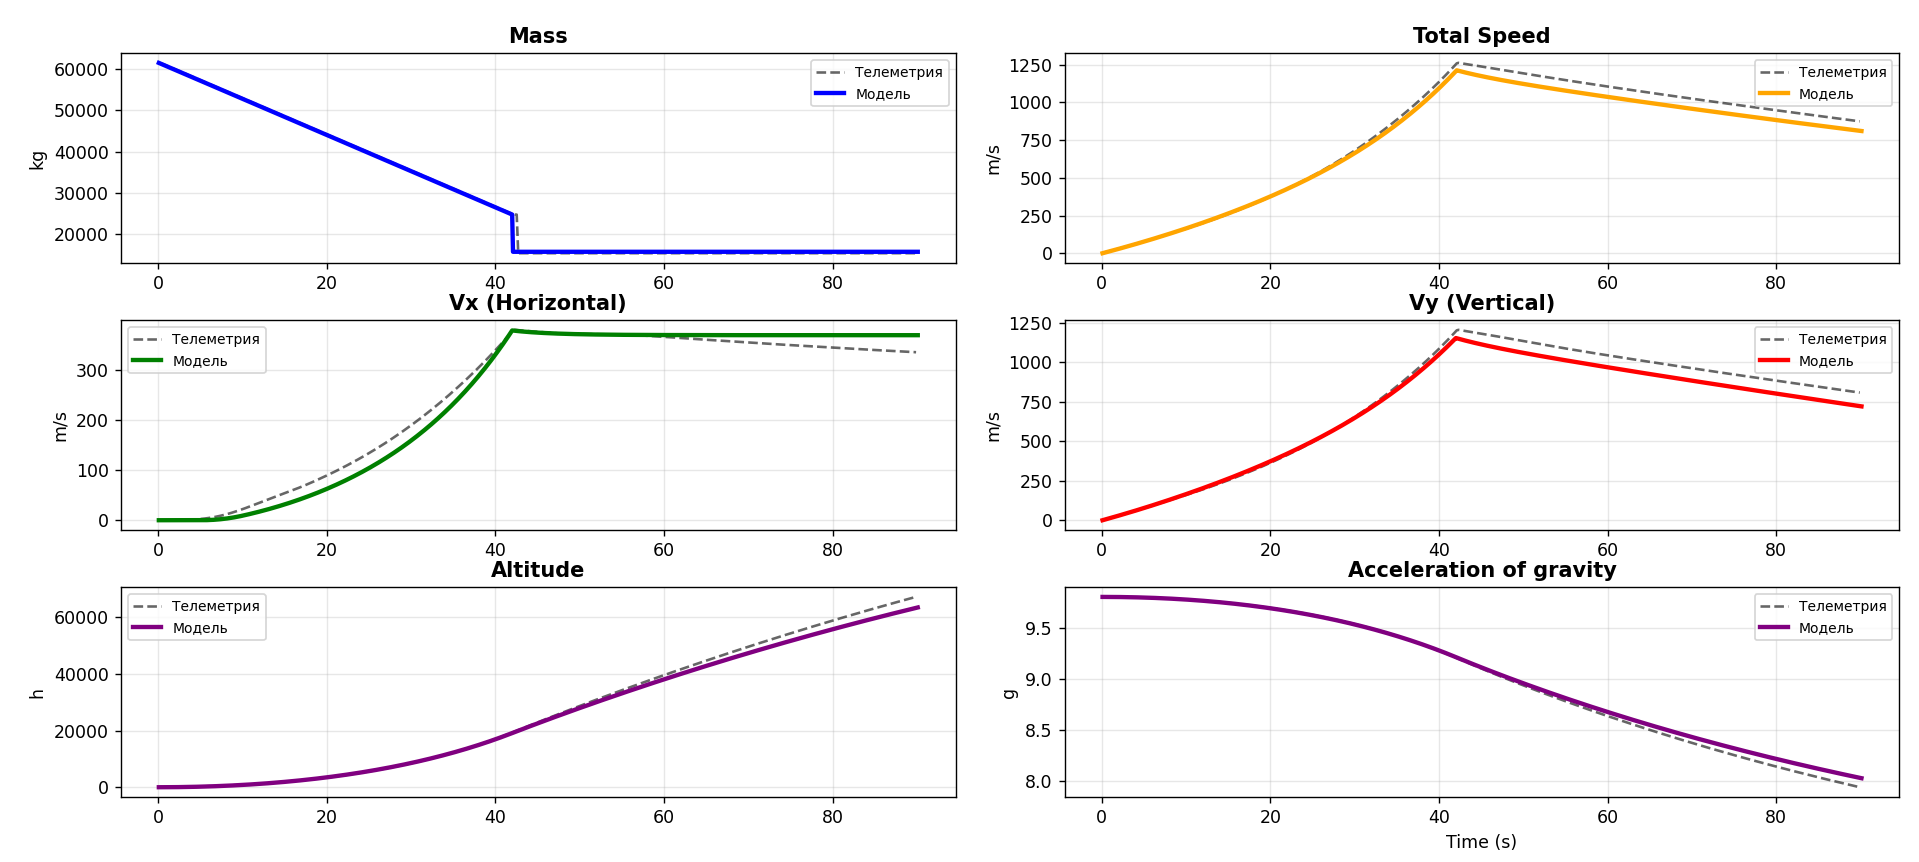 Mass
kg
60000
50000
40000
30000
20000
0 20 40 60 80
Телеметрия
Модель
Total Speed
m/s
1250
1000
750
500
250
0
0 20 40 60 80
Телеметрия
Модель
Vx (Horizontal)
m/s
300
200
100
0
0 20 40 60 80
Телеметрия
Модель
Vy (Vertical)
m/s
1250
1000
750
500
250
0
0 20 40 60 80
Телеметрия
Модель
Altitude
h
60000
40000
20000
0
0 20 40 60 80
Телеметрия
Модель
Acceleration of gravity
g
9.5
9.0
8.5
8.0
0 20 40 60 80
Телеметрия
Модель
Time (s)